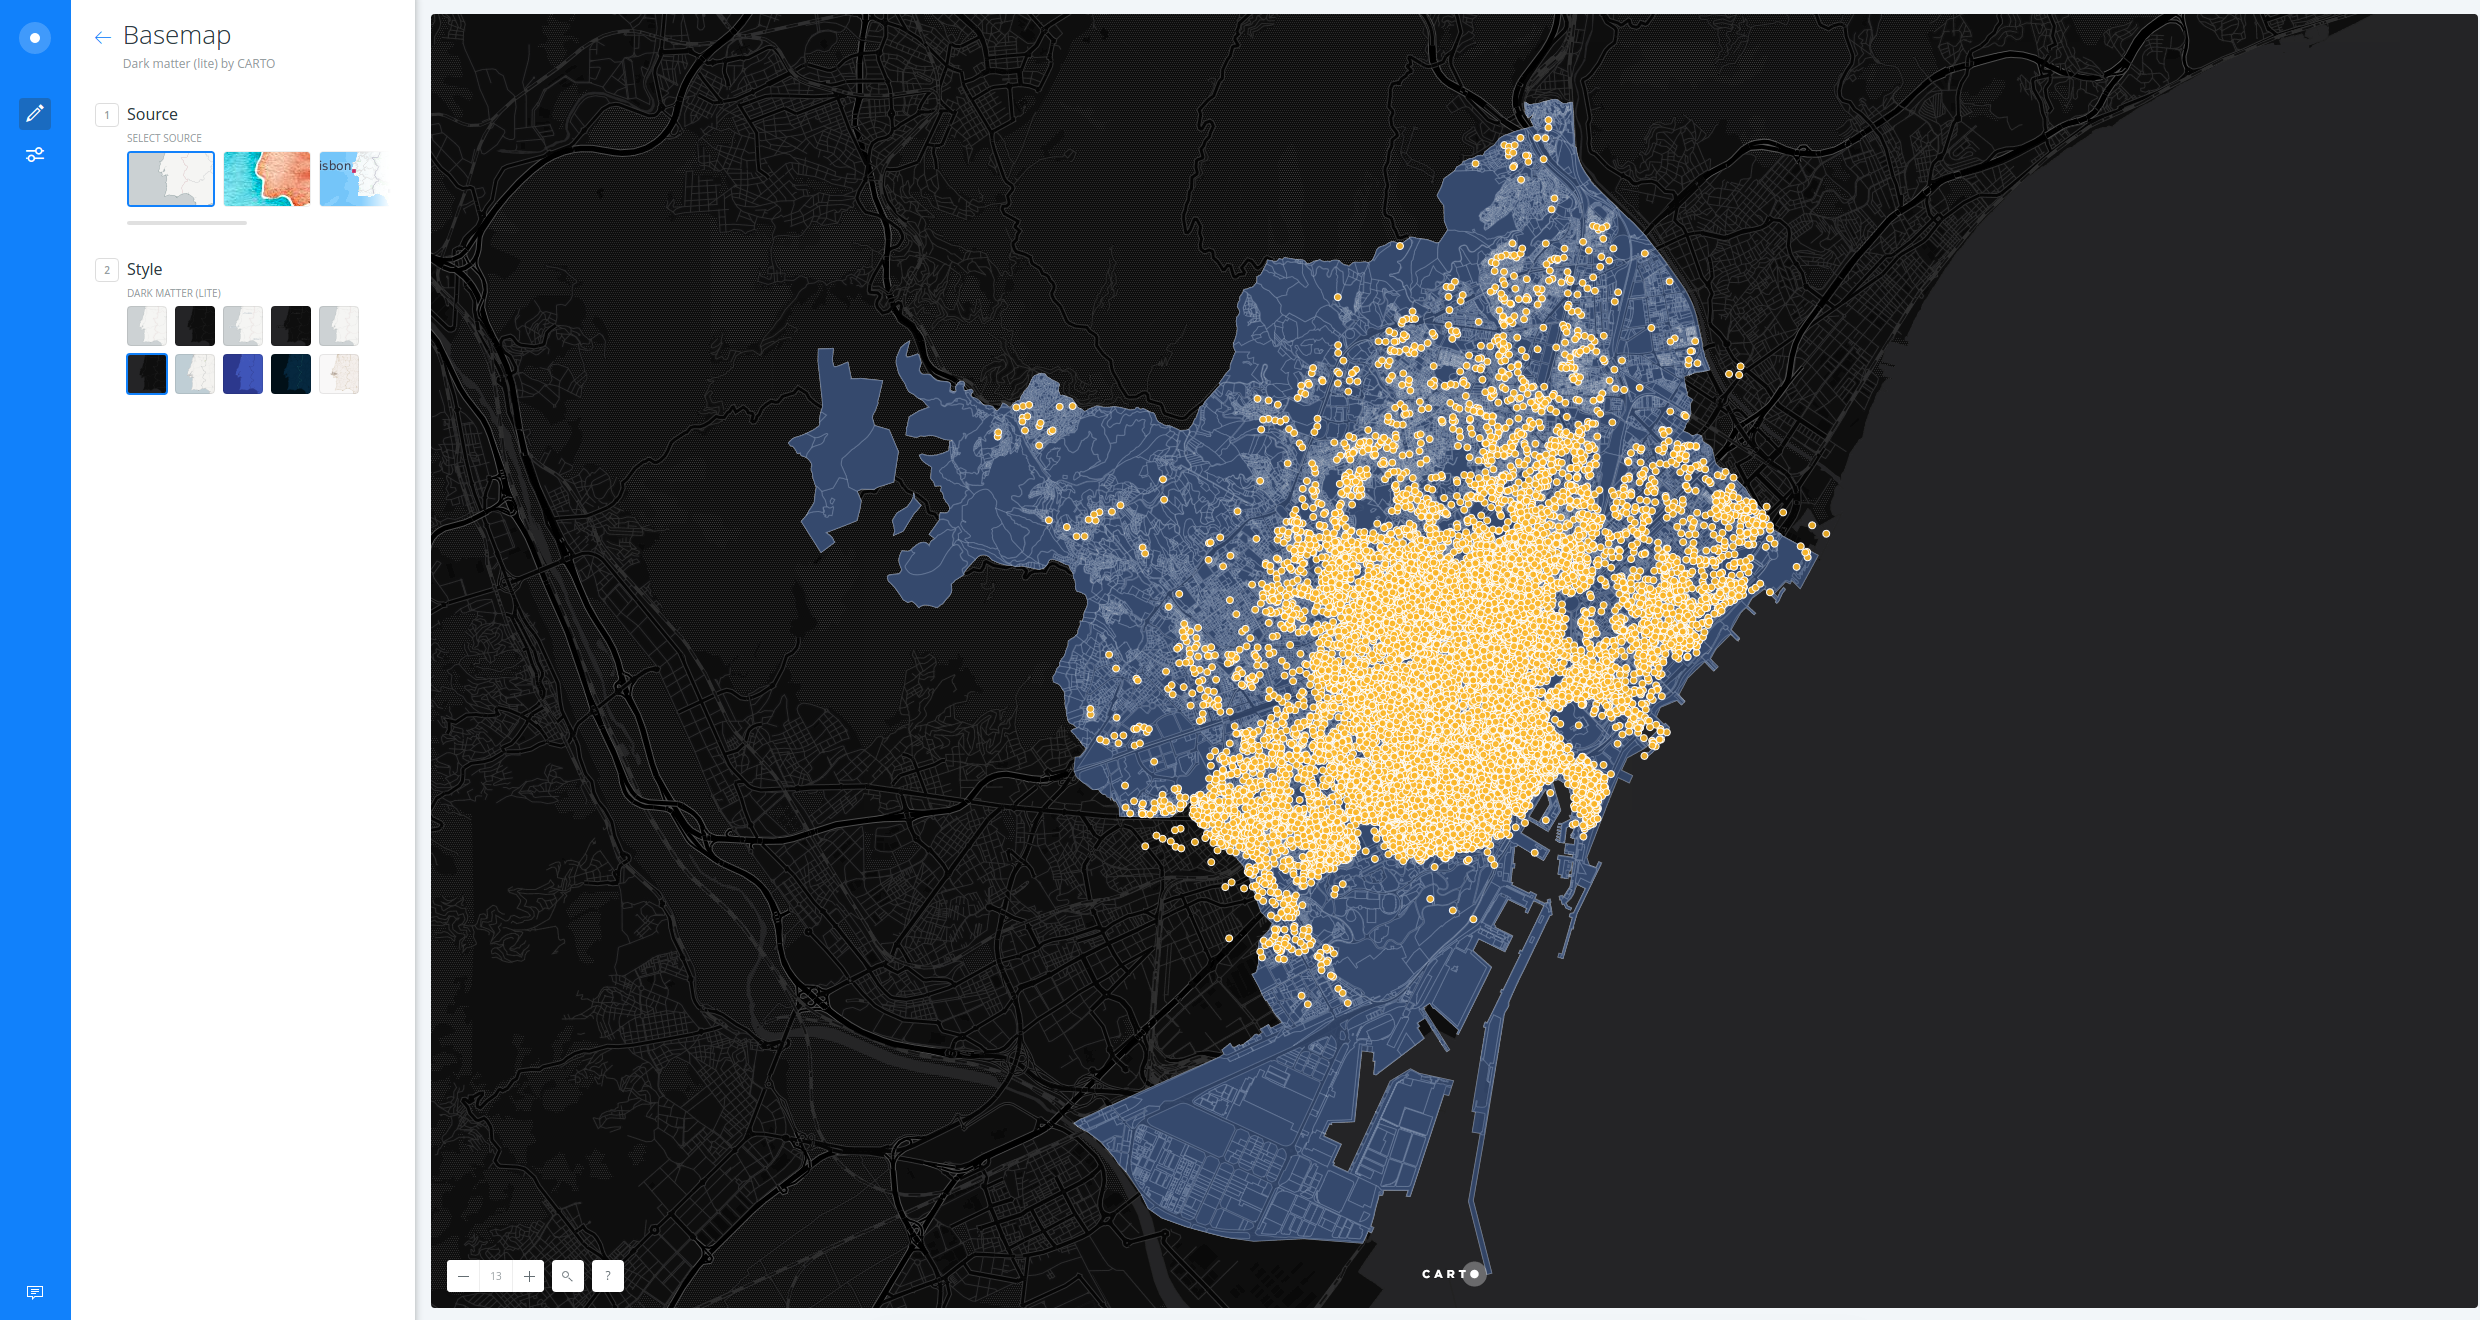 Basemap
Dark matter (lite) by CARTO
1 Source
SELECT SOURCE
isbon
2 Style
DARK MATTER (LITE)
13
?
CARTO